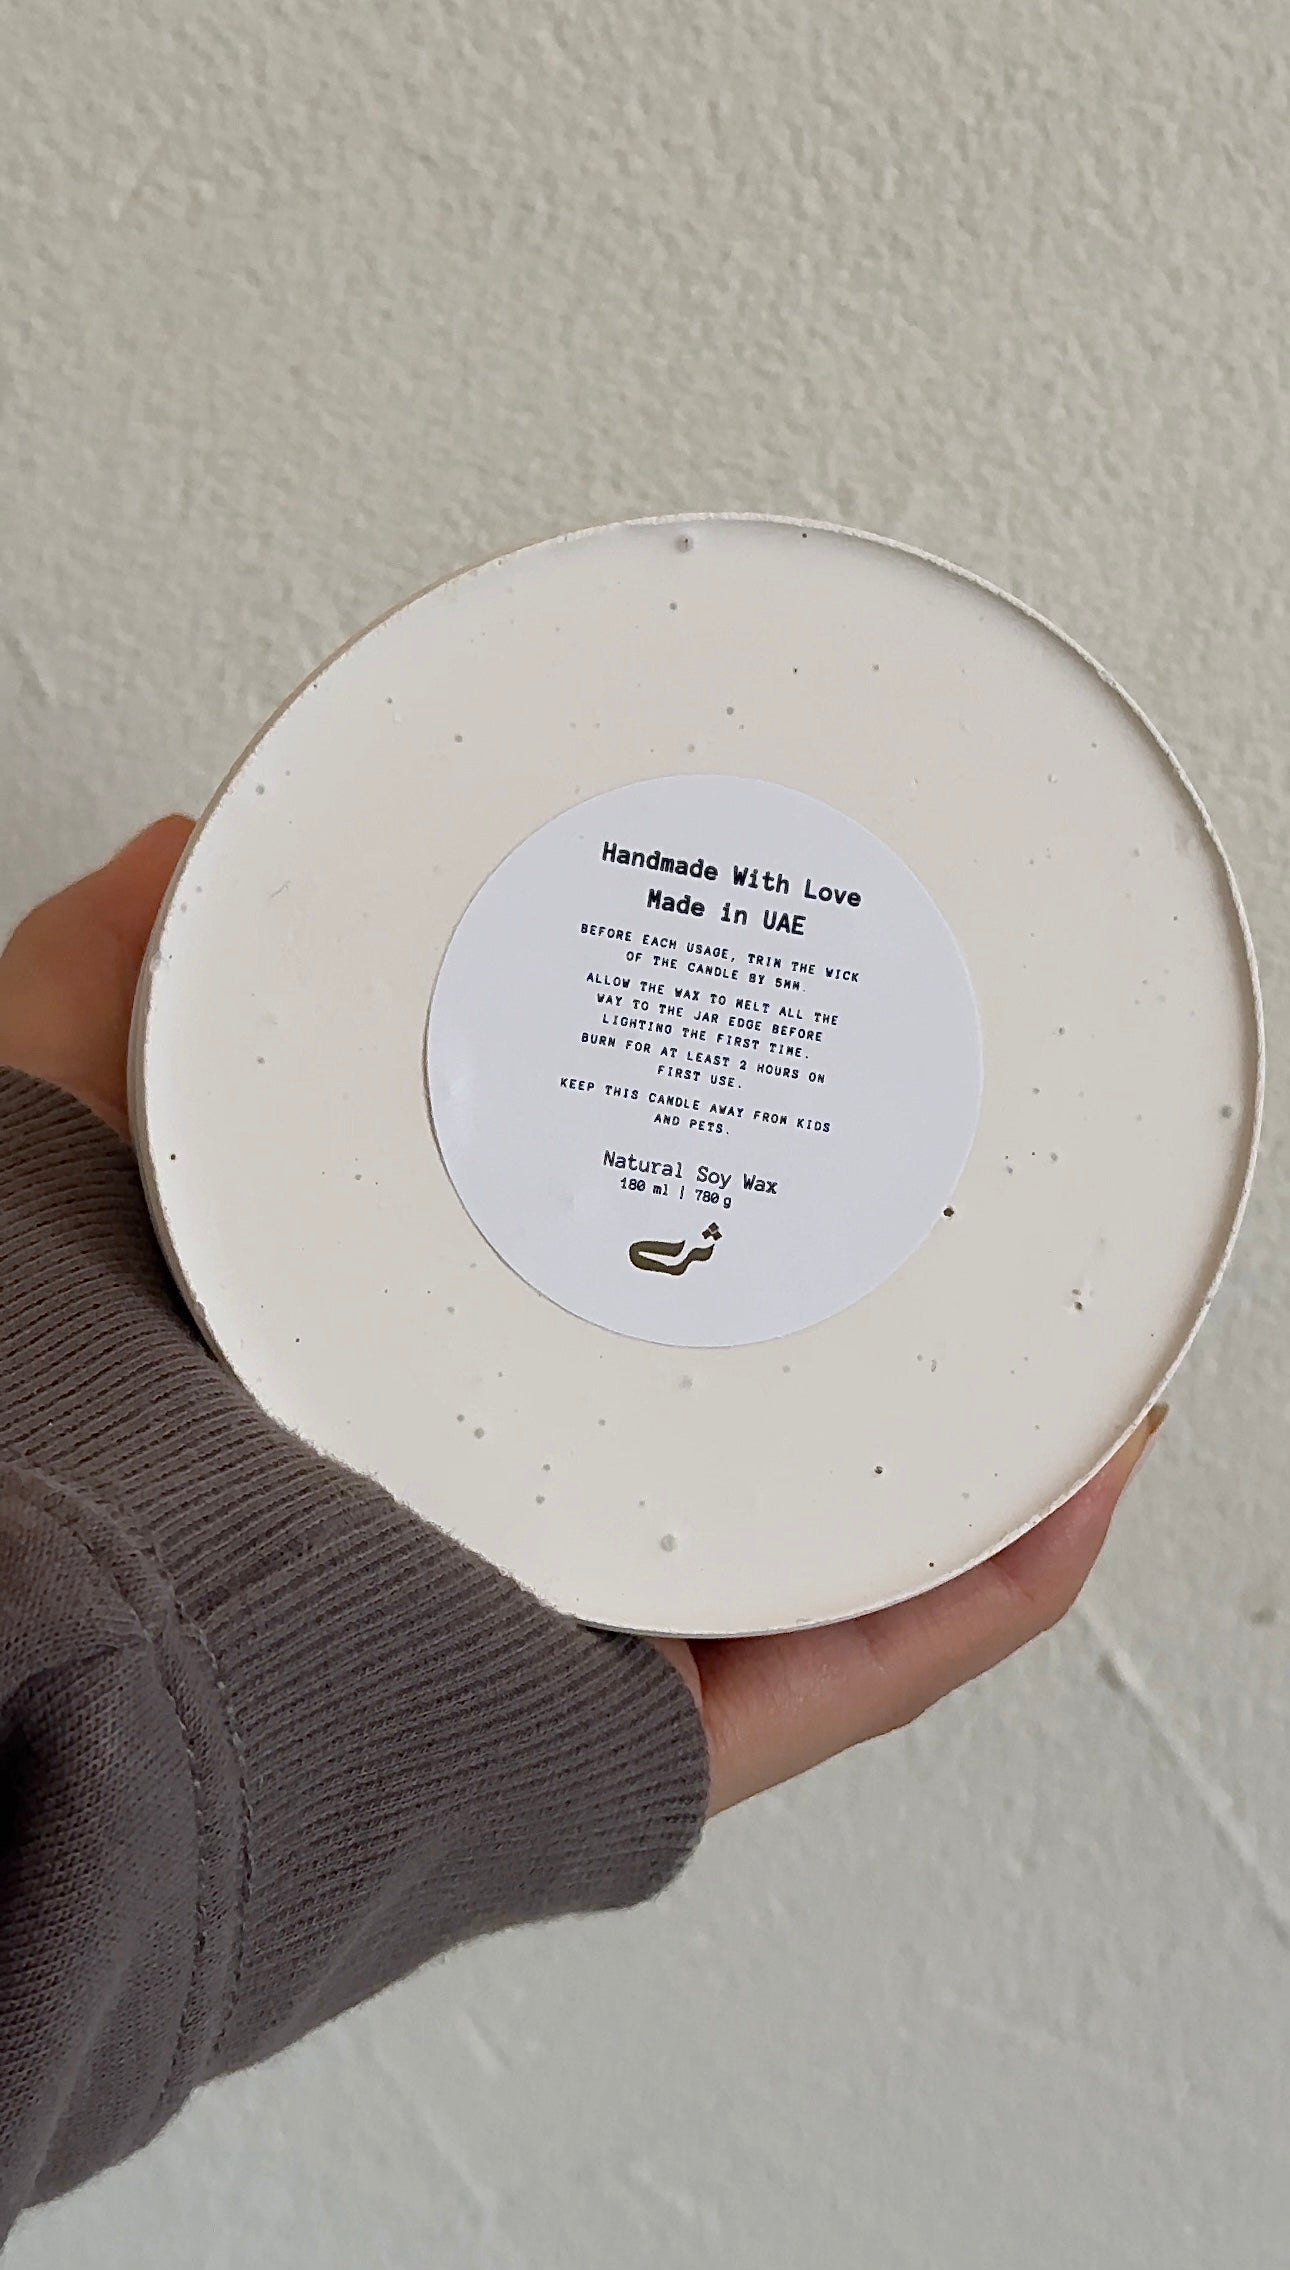 Handmade With Love
Made in UAE
BEFORE EACH USAGE, TRIM THE WICK
OF THE CANDLE BY 5MM.
ALLOW THE WAX TO MELT ALL THE
WAY TO THE JAR EDGE BEFORE
LIGHTING THE FIRST TIME.
BURN FOR AT LEAST 2 HOURS ON
FIRST USE.
KEEP THIS CANDLE AWAY FROM KIDS
AND PETS.
Natural Soy Wax
180 ml | 780 g
ثرى